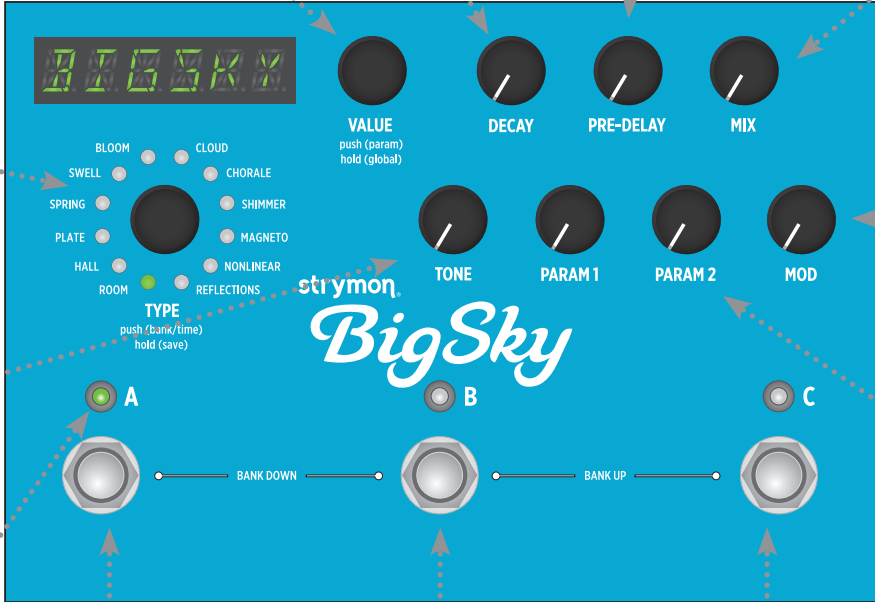 BIGSKY
VALUE
push (param)
hold (global)
DECAY
PRE-DELAY
MIX
BLOOM
CLOUD
SWELL
CHORALE
SPRING
SHIMMER
PLATE
MAGNETO
HALL
NONLINEAR
ROOM
REFLECTIONS
TYPE
push (bank/time)
hold (save)
TONE
PARAM 1
PARAM 2
MOD
strymon®
BigSky
A
B
C
BANK DOWN
BANK UP